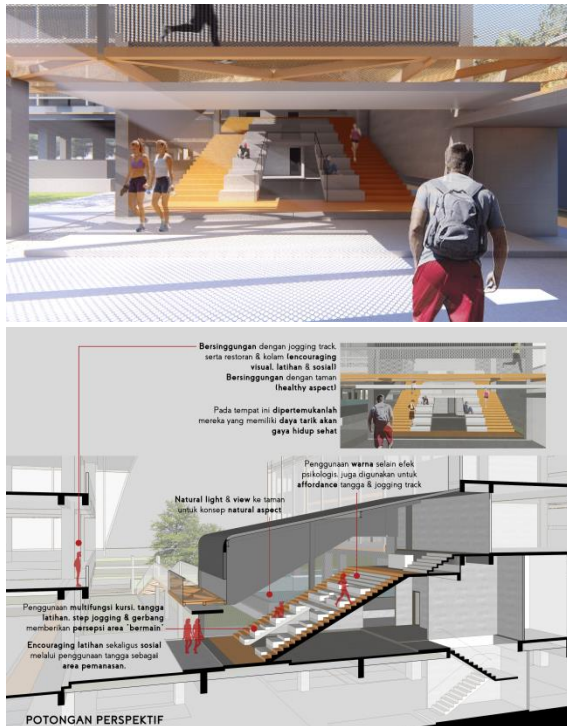 Bersinggungan dengan jogging track,
serta restoran & kolam (encouraging
visual, latihan & sosial)
Bersinggungan dengan taman
(healthy aspect)
Pada tempat ini dipertemukanlah
mereka yang memiliki daya tarik akan
gaya hidup sehat
Penggunaan warna selain efek
psikologis, juga digunakan untuk
affordance tangga & jogging track
Natural light & view ke taman
untuk konsep natural aspect
Penggunaan multifungsi kursi, tangga
latihan, step jogging & gerbang
memberikan persepsi area "bermain"
Encouraging latihan sekaligus sosial
melalui penggunaan tangga sebagai
area pemanasan.
POTONGAN PERSPEKTIF